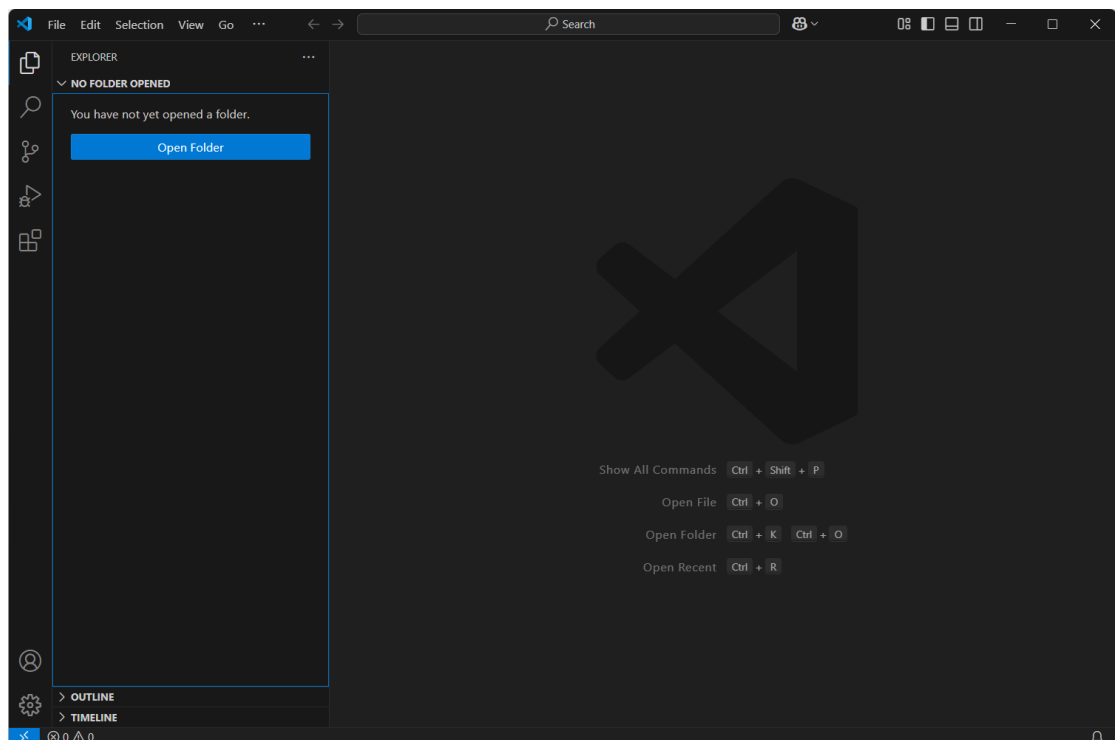 File Edit Selection View Go ···
Search
EXPLORER ···
NO FOLDER OPENED
You have not yet opened a folder.
Open Folder
Show All Commands Ctrl + Shift + P
Open File Ctrl + O
Open Folder Ctrl + K Ctrl + O
Open Recent Ctrl + R
OUTLINE
TIMELINE
0 0